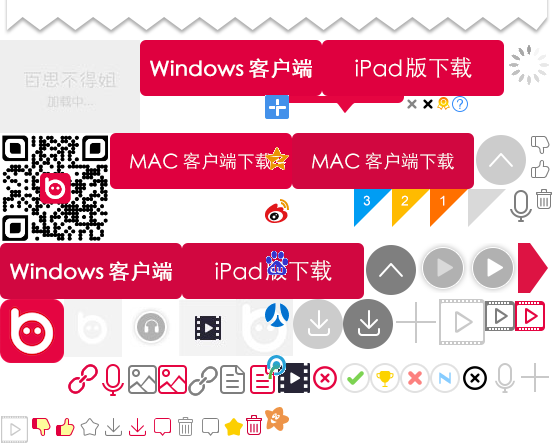 百思不得姐
加载中...
Windows 客户端
iPad版下载
MAC 客户端下载
MAC 客户端下载
3
2
1
Windows 客户端
iPad版下载